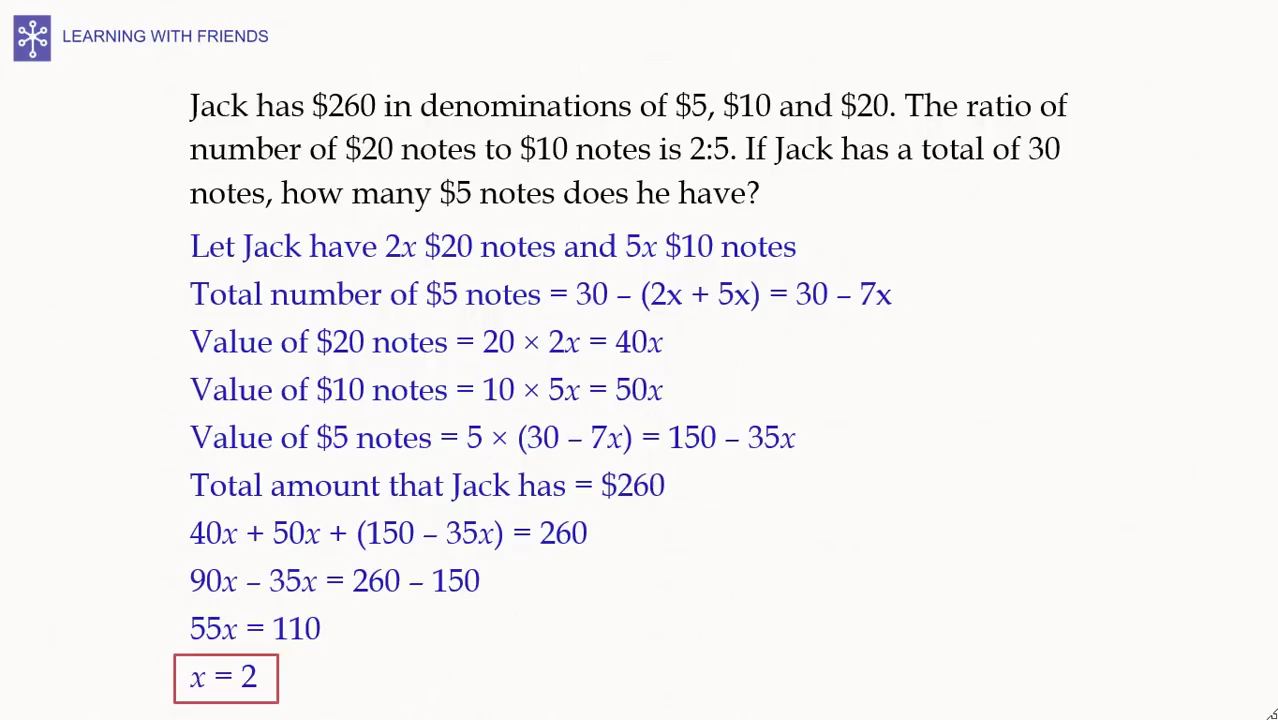 LEARNING WITH FRIENDS
Jack has $260 in denominations of $5, $10 and $20. The ratio of
number of $20 notes to $10 notes is 2:5. If Jack has a total of 30
notes, how many $5 notes does he have?
Let Jack have 2x $20 notes and 5x $10 notes
Total number of $5 notes = 30 – (2x + 5x) = 30 – 7x
Value of $20 notes = 20 × 2x = 40x
Value of $10 notes = 10 × 5x = 50x
Value of $5 notes = 5 × (30 – 7x) = 150 – 35x
Total amount that Jack has = $260
40x + 50x + (150 – 35x) = 260
90x – 35x = 260 – 150
55x = 110
x = 2